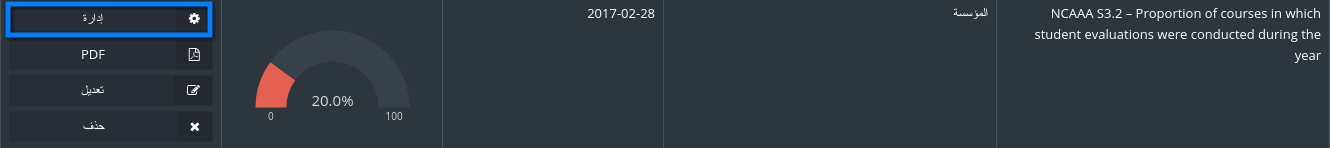 NCAAA S3.2 – Proportion of courses in which
student evaluations were conducted during the
year
المؤسسة
2017-02-28
20.0%
0
100
إدارة
PDF
تعديل
حذف